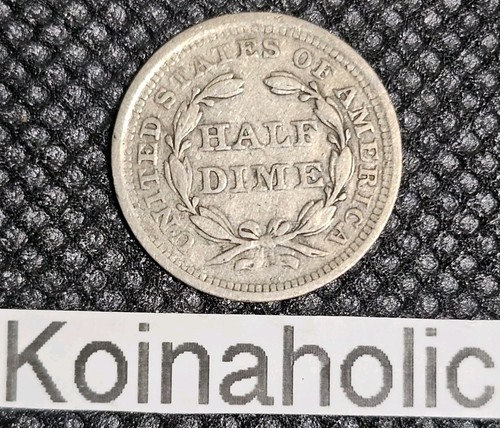 UNITED STATES OF AMERICA
HALF
DIME
Koinaholic